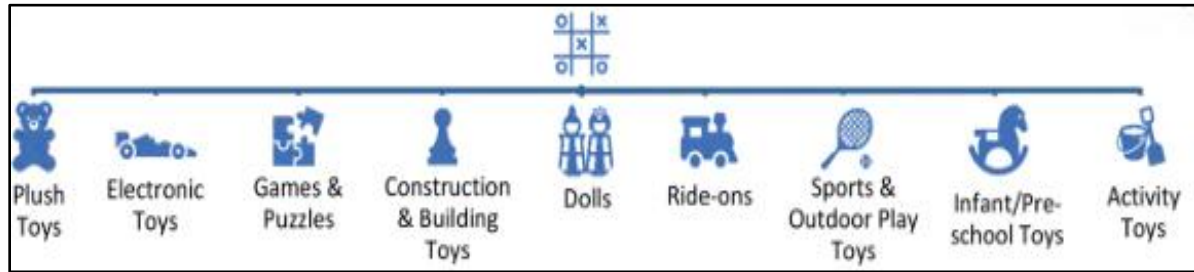 O X
X
O O
Plush
Toys
Electronic
Toys
Games &
Puzzles
Construction
& Building
Toys
Dolls
Ride-ons
Sports &
Outdoor Play
Toys
Infant/Pre-
school Toys
Activity
Toys